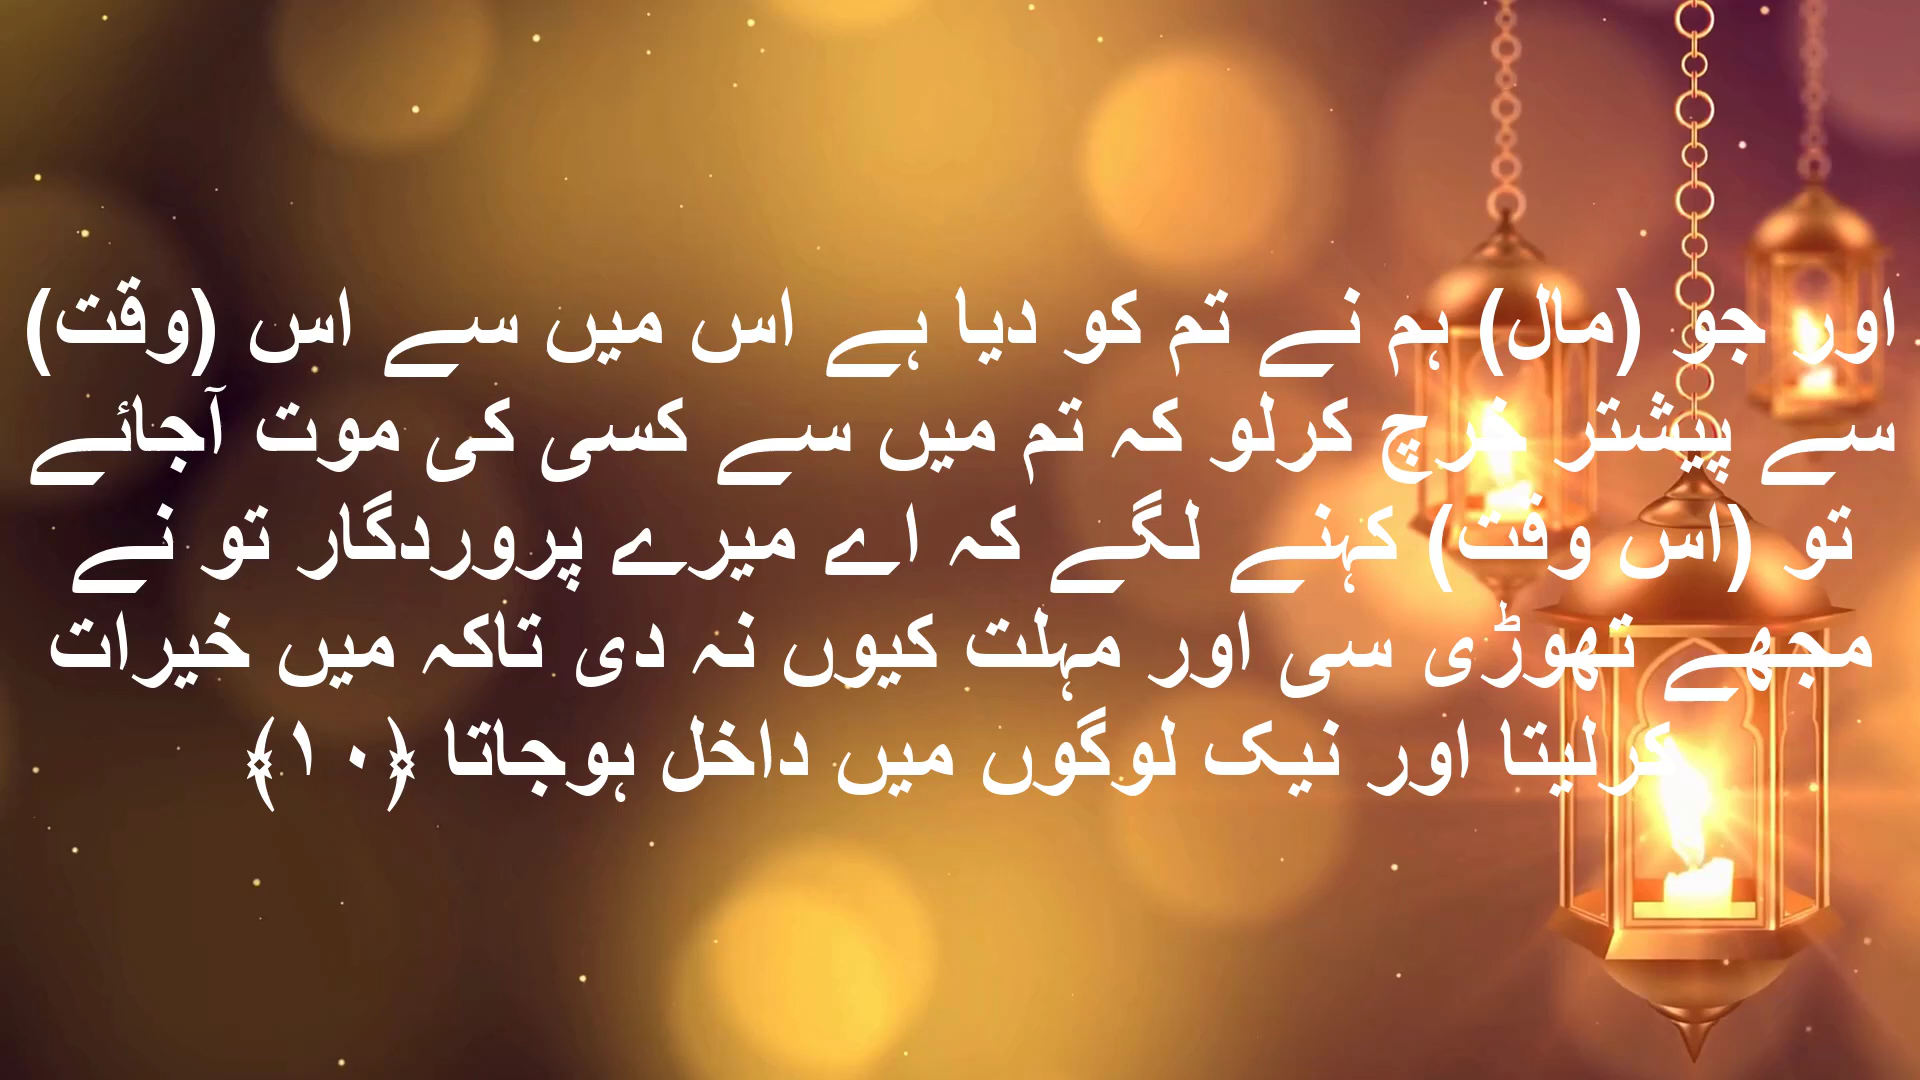 اور جو (مال) ہم نے تم کو دیا ہے اس میں سے اس (وقت)
سے پیشتر خرچ کرلو کہ تم میں سے کسی کی موت آجائے
تو (اس وقت) کہنے لگے کہ اے میرے پروردگار تو نے
مجھے تھوڑی سی اور مہلت کیوں نہ دی تاکہ میں خیرات
کرلیتا اور نیک لوگوں میں داخل ہوجاتا ﴿۱۰﴾